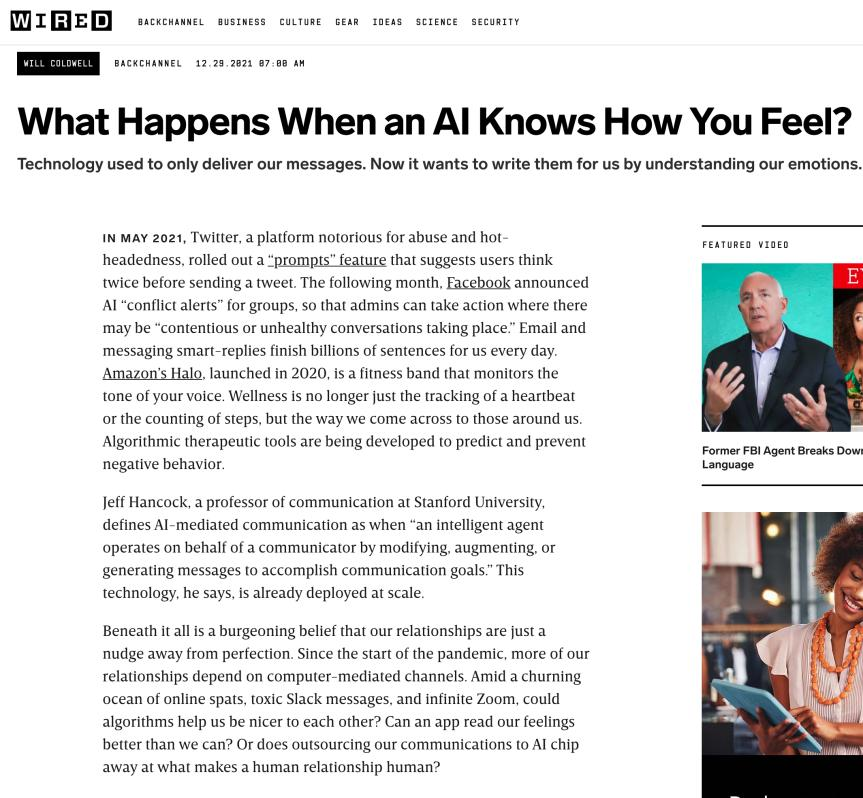 WIRED
BACKCHANNEL BUSINESS CULTURE GEAR IDEAS SCIENCE SECURITY
WILL COLDWELL BACKCHANNEL 12.29.2021 07:00 AM
What Happens When an AI Knows How You Feel?
Technology used to only deliver our messages. Now it wants to write them for us by understanding our emotions.
IN MAY 2021, Twitter, a platform notorious for abuse and hot-
headedness, rolled out a “prompts” feature that suggests users think
twice before sending a tweet. The following month, Facebook announced
AI “conflict alerts” for groups, so that admins can take action where there
may be “contentious or unhealthy conversations taking place.” Email and
messaging smart-replies finish billions of sentences for us every day.
Amazon’s Halo, launched in 2020, is a fitness band that monitors the
tone of your voice. Wellness is no longer just the tracking of a heartbeat
or the counting of steps, but the way we come across to those around us.
Algorithmic therapeutic tools are being developed to predict and prevent
negative behavior.
Jeff Hancock, a professor of communication at Stanford University,
defines AI-mediated communication as when “an intelligent agent
operates on behalf of a communicator by modifying, augmenting, or
generating messages to accomplish communication goals.” This
technology, he says, is already deployed at scale.
Beneath it all is a burgeoning belief that our relationships are just a
nudge away from perfection. Since the start of the pandemic, more of our
relationships depend on computer-mediated channels. Amid a churning
ocean of online spats, toxic Slack messages, and infinite Zoom, could
algorithms help us be nicer to each other? Can an app read our feelings
better than we can? Or does outsourcing our communications to AI chip
away at what makes a human relationship human?
FEATURED VIDEO
Former FBI Agent Breaks Down
Language